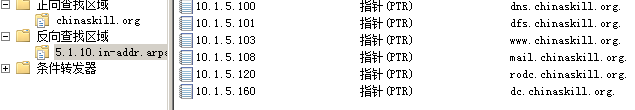 正向查找区域
chinaskill.org
反向查找区域
5.1.10.in-addr.arpa
条件转发器
10.1.5.100 指针(PTR) dns.chinaskill.org.
10.1.5.101 指针(PTR) dfs.chinaskill.org.
10.1.5.103 指针(PTR) www.chinaskill.org.
10.1.5.108 指针(PTR) mail.chinaskill.org.
10.1.5.120 指针(PTR) rodc.chinaskill.org.
10.1.5.160 指针(PTR) dc.chinaskill.org.